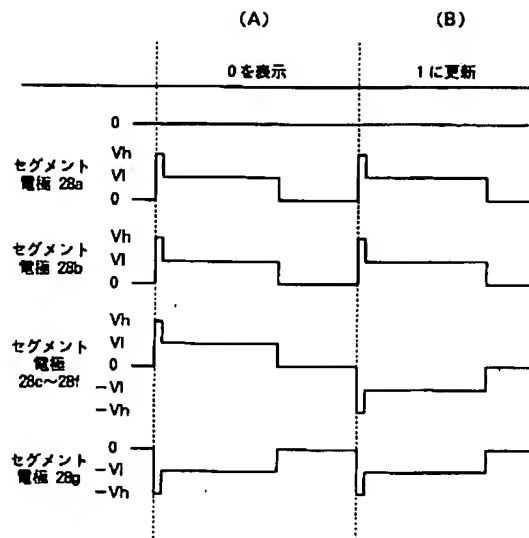 (A)
(B)
0を表示
1に更新
0
セグメント
電極 28a
Vh
Vl
0
セグメント
電極 28b
Vh
Vl
0
セグメント
電極
28c～28f
Vh
Vl
0
－Vl
－Vh
セグメント
電極 28g
0
－Vl
－Vh